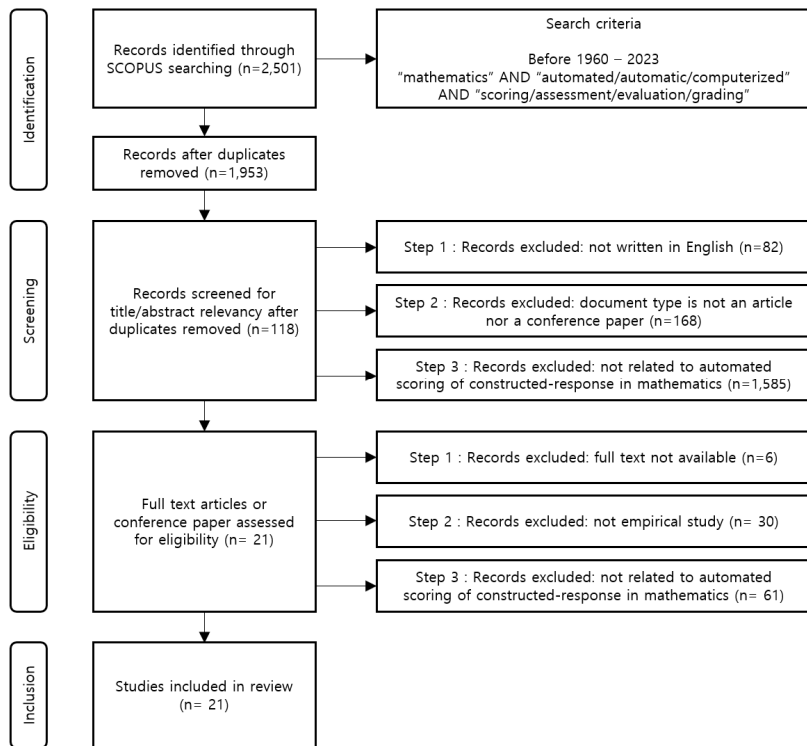 Identification
Records identified through
SCOPUS searching (n=2,501)
Search criteria
Before 1960 – 2023
“mathematics” AND “automated/automatic/computerized”
AND “scoring/assessment/evaluation/grading”
Records after duplicates
removed (n=1,953)
Screening
Records screened for
title/abstract relevancy after
duplicates removed (n=118)
Step 1 : Records excluded: not written in English (n=82)
Step 2 : Records excluded: document type is not an article
nor a conference paper (n=168)
Step 3 : Records excluded: not related to automated
scoring of constructed-response in mathematics (n=1,585)
Eligibility
Full text articles or
conference paper assessed
for eligibility (n= 21)
Step 1 : Records excluded: full text not available (n=6)
Step 2 : Records excluded: not empirical study (n= 30)
Step 3 : Records excluded: not related to automated
scoring of constructed-response in mathematics (n= 61)
Inclusion
Studies included in review
(n= 21)